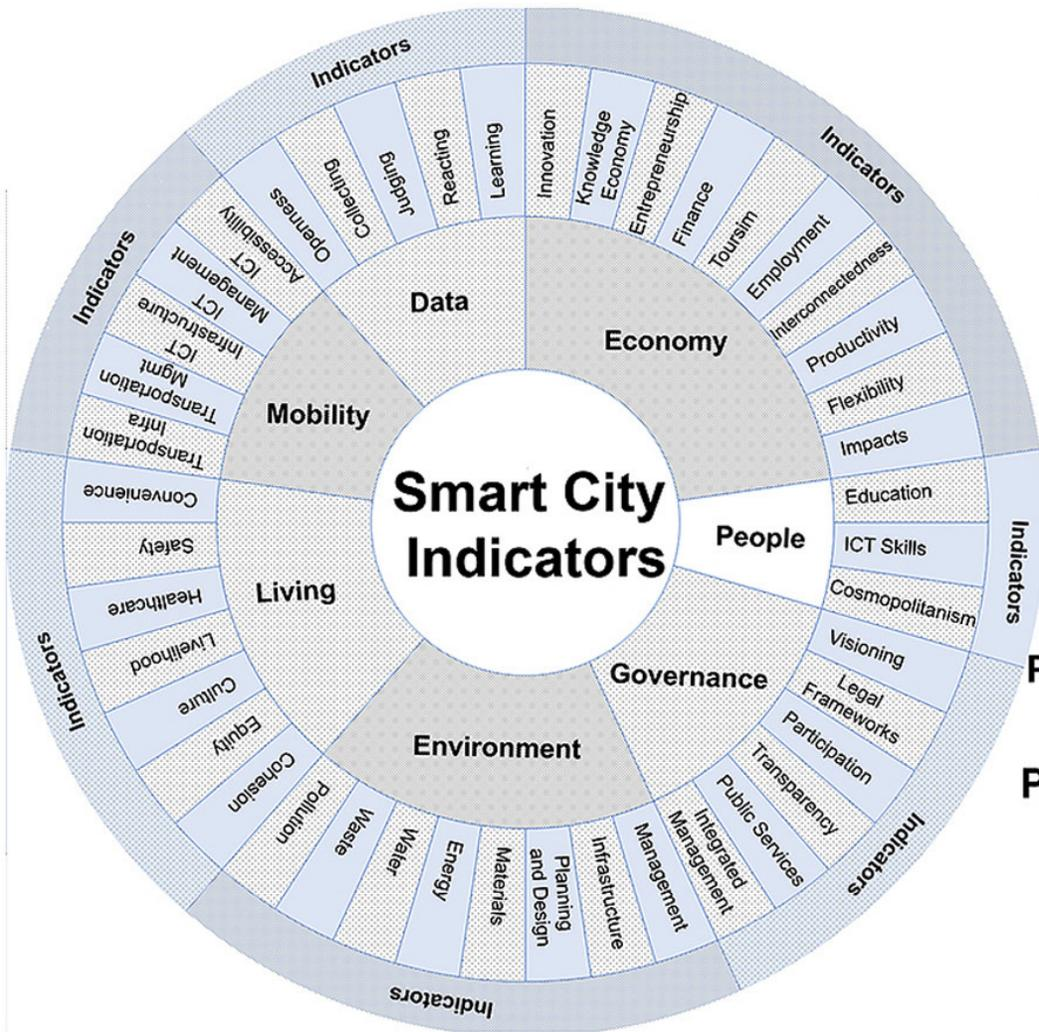 Smart City
Indicators
Economy
People
Governance
Environment
Living
Mobility
Data
Indicators
Innovation
Knowledge
Economy
Entrepreneurship
Finance
Toursim
Employment
Interconnectedness
Productivity
Flexibility
Impacts
Indicators
Education
ICT Skills
Cosmopolitanism
Indicators
Visioning
Legal
Frameworks
Participation
Transparency
Public Services
Integrated
Management
Indicators
Management
Infrastructure
Planning
and Design
Materials
Energy
Water
Waste
Pollution
Indicators
Cohesion
Equity
Culture
Livelihood
Healthcare
Safety
Convenience
Indicators
Transportation
Infra
Transportation
Mgmt
ICT
Infrastructure
ICT
Management
ICT
Accessibility
Indicators
Openness
Collecting
Judging
Reacting
Learning
P